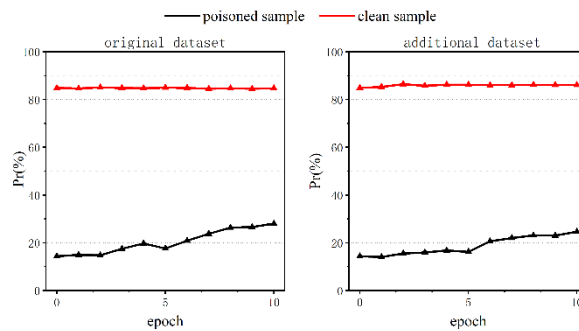 poisoned sample clean sample
original dataset
additional dataset
Pr(%)
100
80
60
40
20
0
0 5 10
epoch
Pr(%)
100
80
60
40
20
0
0 5 10
epoch